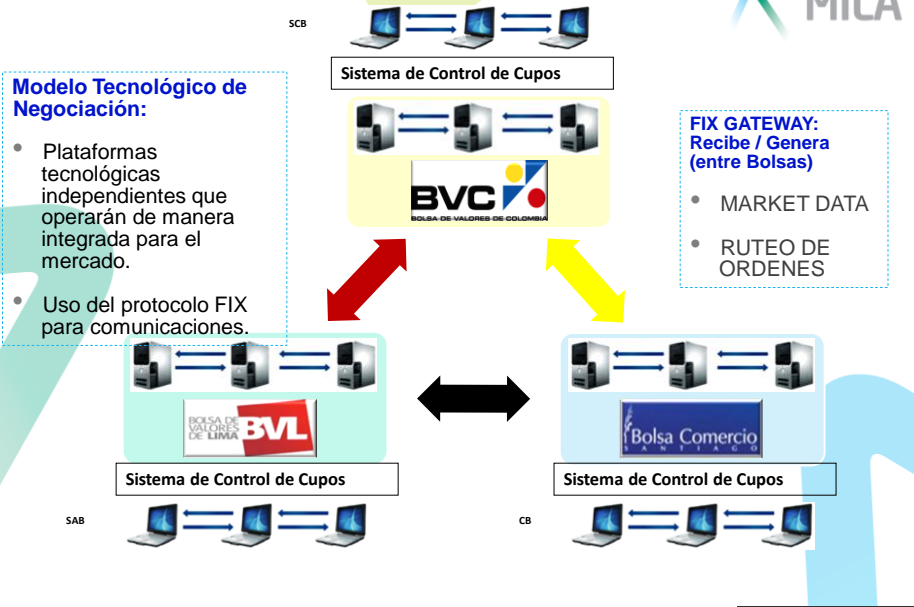 MILA
SCB
Sistema de Control de Cupos
Modelo Tecnológico de
Negociación:
• Plataformas
tecnológicas
independientes que
operarán de manera
integrada para el
mercado.
• Uso del protocolo FIX
para comunicaciones.
BVC
BOLSA DE VALORES DE COLOMBIA
FIX GATEWAY:
Recibe / Genera
(entre Bolsas)
• MARKET DATA
• RUTEO DE
ORDENES
BOLSA DE
VALORES
DE LIMA
BVL
Bolsa Comercio
SANTIAGO
Sistema de Control de Cupos
Sistema de Control de Cupos
SAB
CB